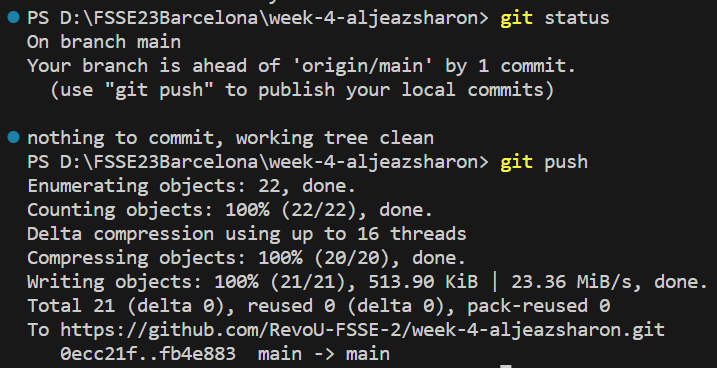 PS D:\FSSE23Barcelona\week-4-aljeazsharon> git status
On branch main
Your branch is ahead of 'origin/main' by 1 commit.
  (use "git push" to publish your local commits)

nothing to commit, working tree clean
PS D:\FSSE23Barcelona\week-4-aljeazsharon> git push
Enumerating objects: 22, done.
Counting objects: 100% (22/22), done.
Delta compression using up to 16 threads
Compressing objects: 100% (20/20), done.
Writing objects: 100% (21/21), 513.90 KiB | 23.36 MiB/s, done.
Total 21 (delta 0), reused 0 (delta 0), pack-reused 0
To https://github.com/RevoU-FSSE-2/week-4-aljeazsharon.git
   0ecc21f..fb4e883  main -> main